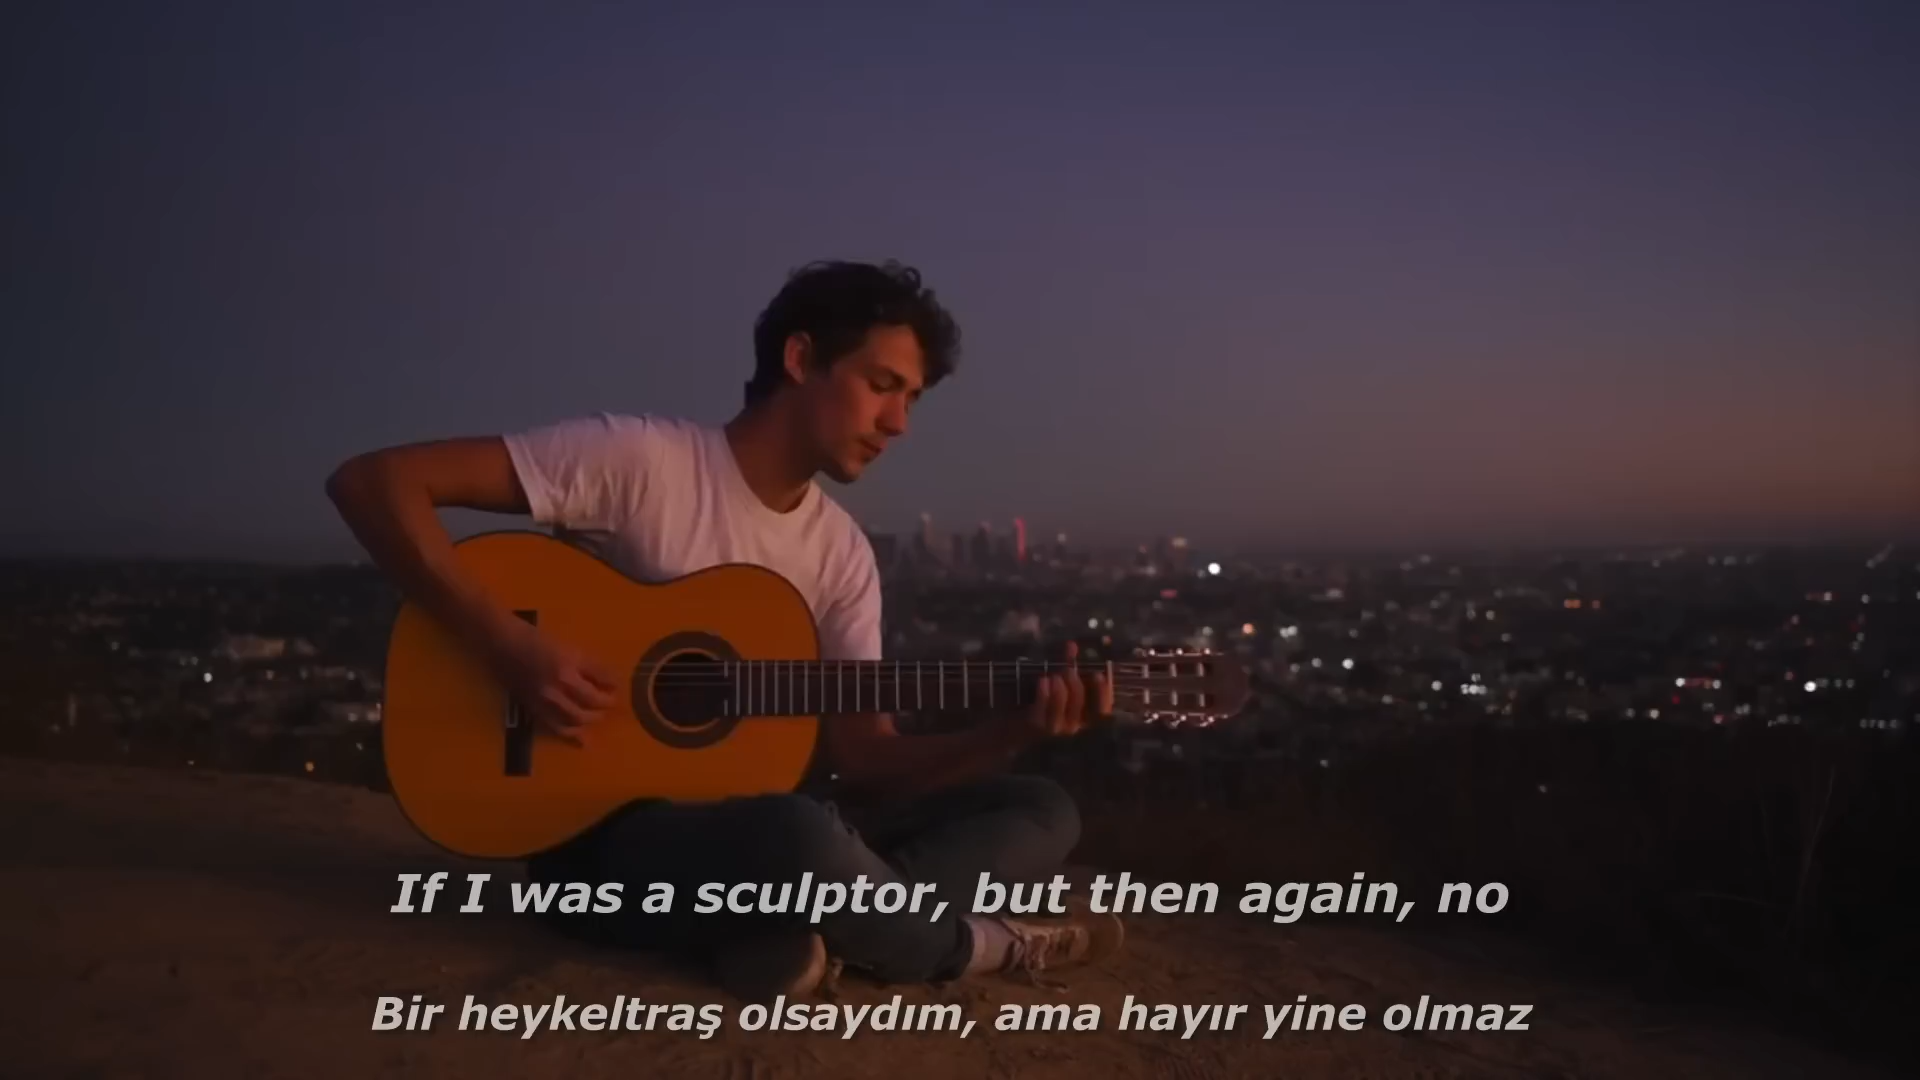 If I was a sculptor, but then again, no
Bir heykeltraş olsaydım, ama hayır yine olmaz